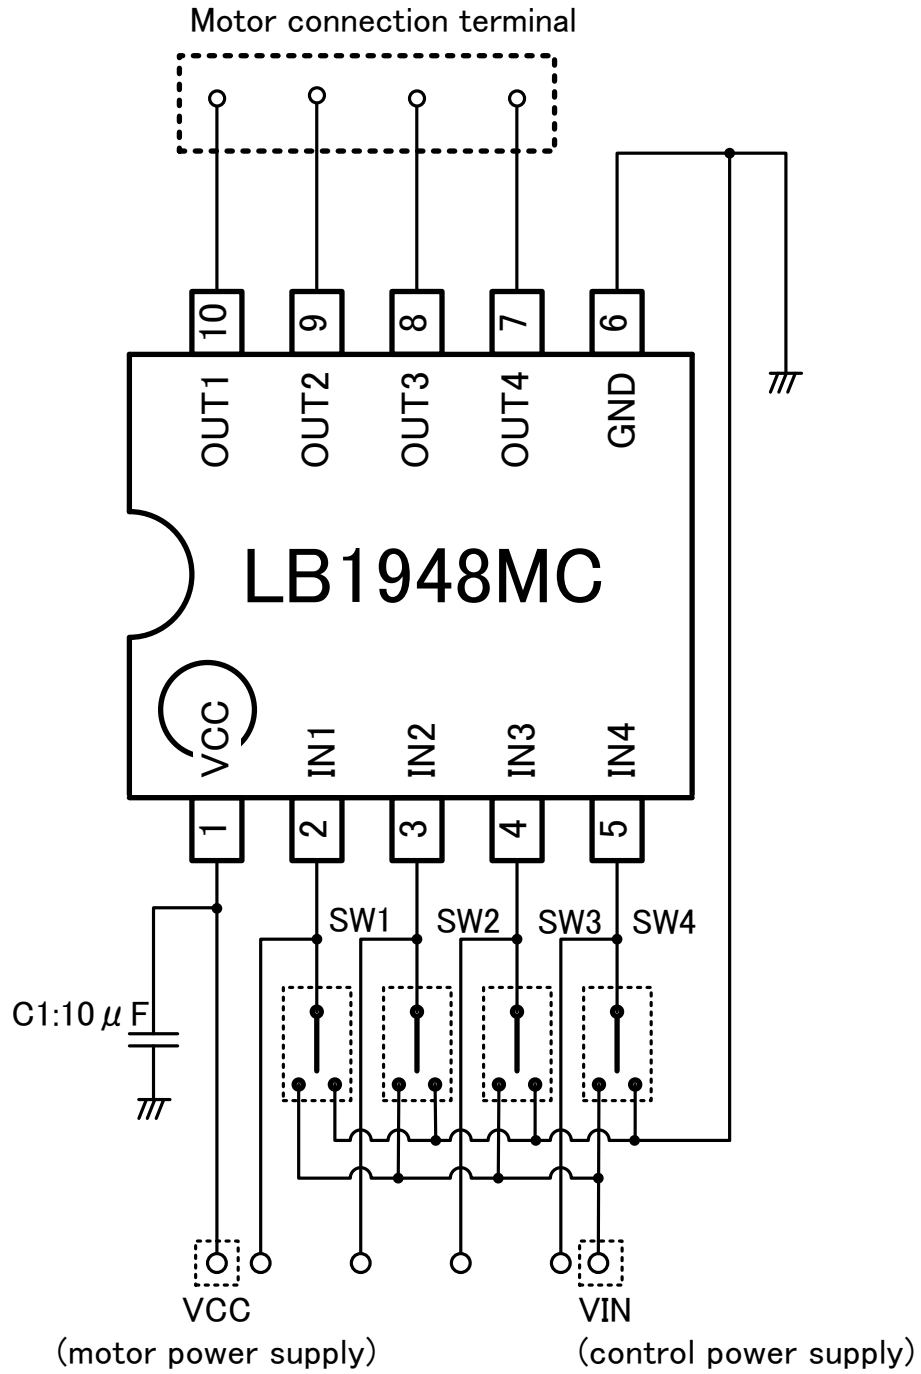 Motor connection terminal
10 9 8 7 6
OUT1 OUT2 OUT3 OUT4 GND
LB1948MC
VCC IN1 IN2 IN3 IN4
1 2 3 4 5
SW1 SW2 SW3 SW4
C1:10μF
VCC VIN
(motor power supply) (control power supply)